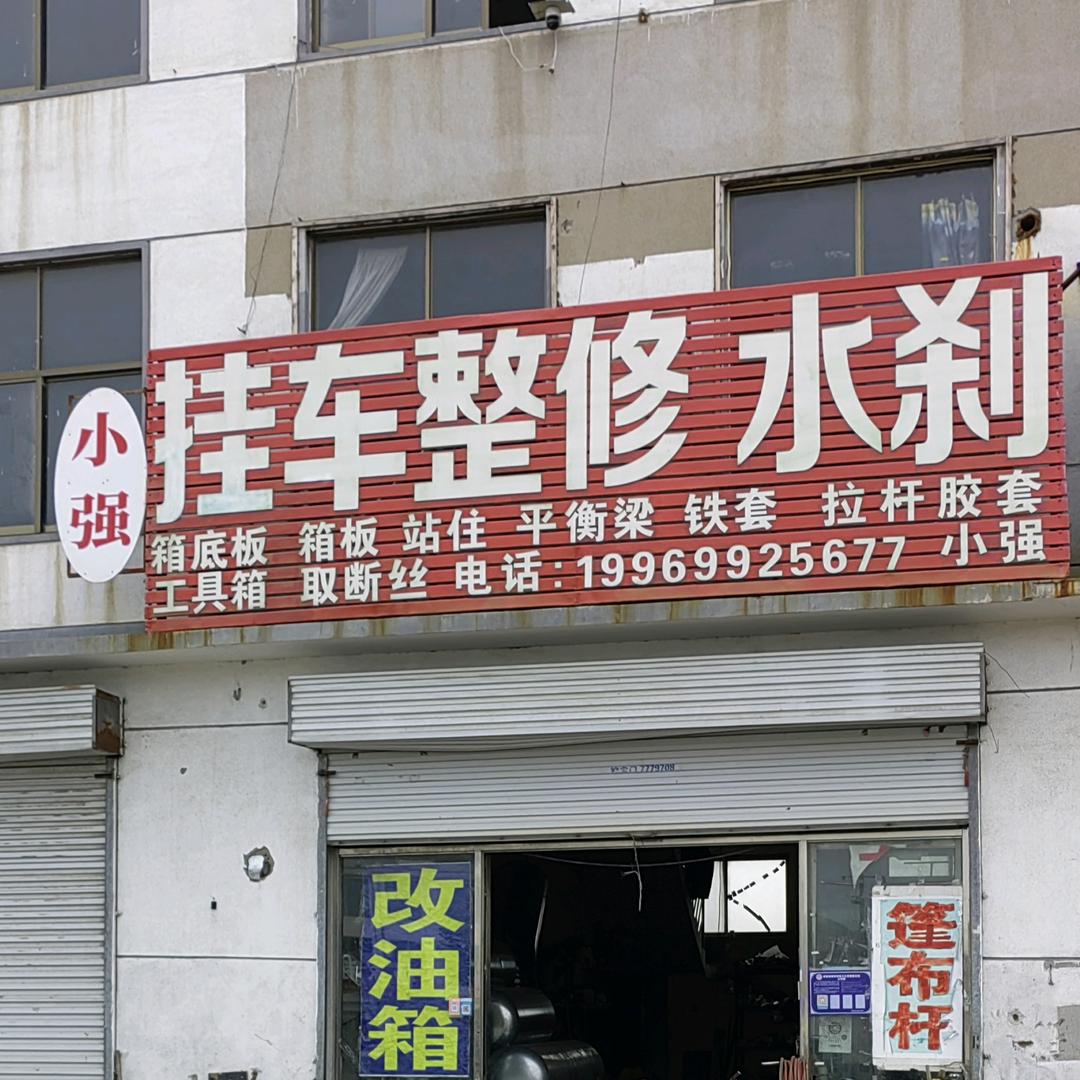 小强
挂车整修 水刹
箱底板 箱板 站住 平衡梁 铁套 拉杆胶套
工具箱 取断丝 电话:19969925677 小强
7779708
改油箱
篷布杆